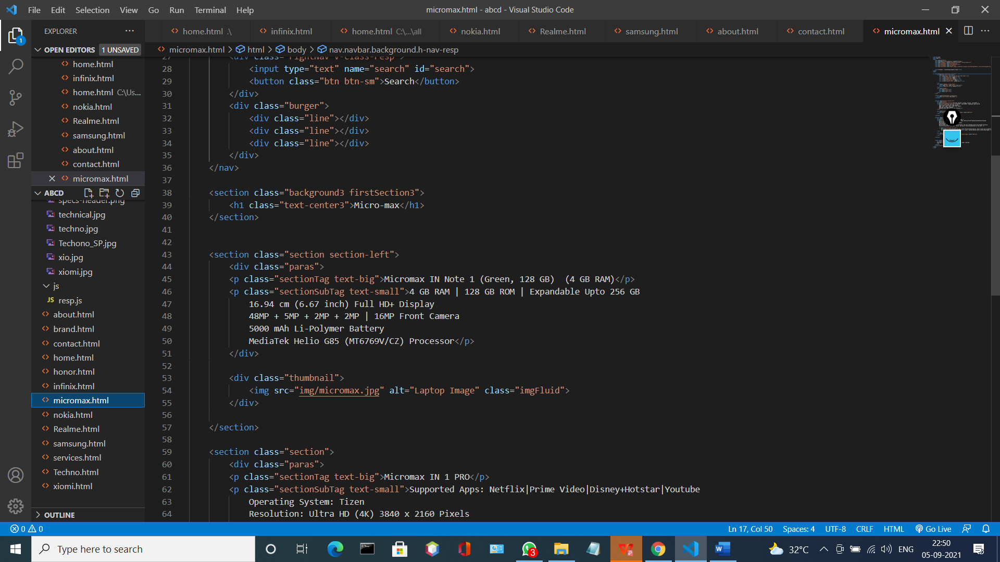 File Edit Selection View Go Run Terminal Help
micromax.html - abcd - Visual Studio Code
EXPLORER ···
home.html .\ infinix.html home.html C:\...\all nokia.html Realme.html samsung.html about.html contact.html micromax.html
OPEN EDITORS 1 UNSAVED
micromax.html > html > body > nav.navbar.background.h-nav-resp
1
home.html
infinix.html
home.html C:\Us...
nokia.html
Realme.html
samsung.html
about.html
contact.html
micromax.html
ABCD
specs-header.png
technical.jpg
techno.jpg
Techono_SP.jpg
xio.jpg
xiomi.jpg
js
JS resp.js
about.html
brand.html
contact.html
home.html
honor.html
infinix.html
micromax.html
nokia.html
Realme.html
samsung.html
services.html
Techno.html
xiomi.html
OUTLINE
27 <div class="rightNav v-class-resp">
28 <input type="text" name="search" id="search">
29 <button class="btn btn-sm">Search</button>
30 </div>
31 <div class="burger">
32 <div class="line"></div>
33 <div class="line"></div>
34 <div class="line"></div>
35 </div>
36 </nav>
37
38 <section class="background3 firstSection3">
39 <h1 class="text-center3">Micro-max</h1>
40 </section>
41
42
43 <section class="section section-left">
44 <div class="paras">
45 <p class="sectionTag text-big">Micromax IN Note 1 (Green, 128 GB)  (4 GB RAM)</p>
46 <p class="sectionSubTag text-small">4 GB RAM | 128 GB ROM | Expandable Upto 256 GB
47 16.94 cm (6.67 inch) Full HD+ Display
48 48MP + 5MP + 2MP + 2MP | 16MP Front Camera
49 5000 mAh Li-Polymer Battery
50 MediaTek Helio G85 (MT6769V/CZ) Processor</p>
51 </div>
52
53 <div class="thumbnail">
54 <img src="img/micromax.jpg" alt="Laptop Image" class="imgFluid">
55 </div>
56
57 </section>
58
59 <section class="section">
60 <div class="paras">
61 <p class="sectionTag text-big">Micromax IN 1 PRO</p>
62 <p class="sectionSubTag text-small">Supported Apps: Netflix|Prime Video|Disney+Hotstar|Youtube
63 Operating System: Tizen
64 Resolution: Ultra HD (4K) 3840 x 2160 Pixels
0 0 Ln 17, Col 50 Spaces: 4 UTF-8 CRLF HTML Go Live
Type here to search
3
W
32°C ENG
22:50
05-09-2021